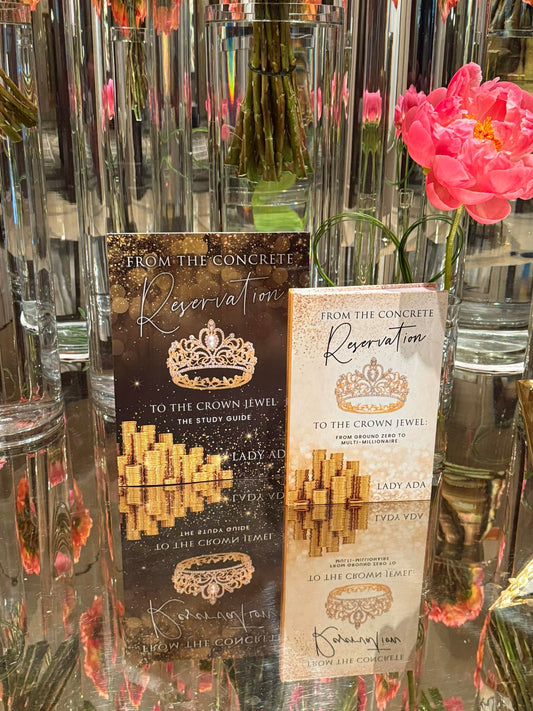 FROM THE CONCRETE
Reservation
TO THE CROWN JEWEL
THE STUDY GUIDE
LADY ADA
FROM THE CONCRETE
Reservation
TO THE CROWN JEWEL:
FROM GROUND ZERO TO
MULTI-MILLIONAIRE
LADY ADA